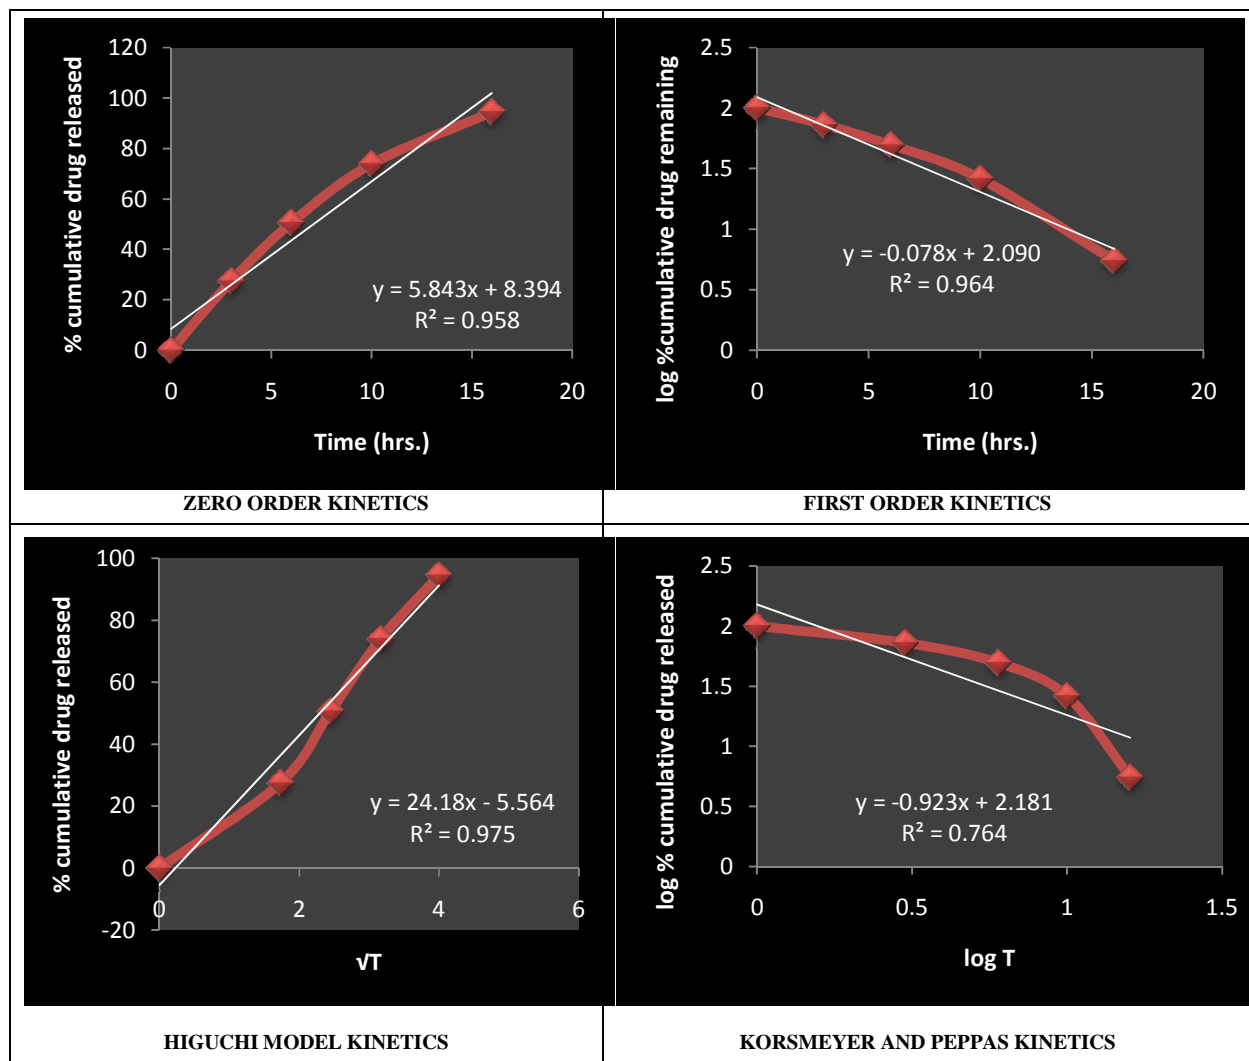 120
100
80
60
40
20
0
0 5 10 15 20
% cumulative drug released
Time (hrs.)
y = 5.843x + 8.394
R² = 0.958
ZERO ORDER KINETICS
2.5
2
1.5
1
0.5
0
0 5 10 15 20
log %cumulative drug remaining
Time (hrs.)
y = -0.078x + 2.090
R² = 0.964
FIRST ORDER KINETICS
100
80
60
40
20
0
-20
0 2 4 6
% cumulative drug released
√T
y = 24.18x - 5.564
R² = 0.975
HIGUCHI MODEL KINETICS
2.5
2
1.5
1
0.5
0
0 0.5 1 1.5
log % cumulative drug released
log T
y = -0.923x + 2.181
R² = 0.764
KORSMEYER AND PEPPAS KINETICS